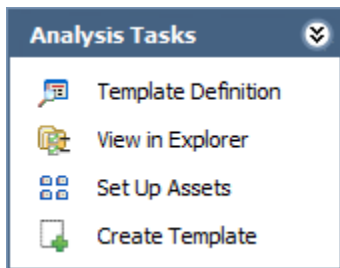 Analysis Tasks
Template Definition
View in Explorer
Set Up Assets
Create Template